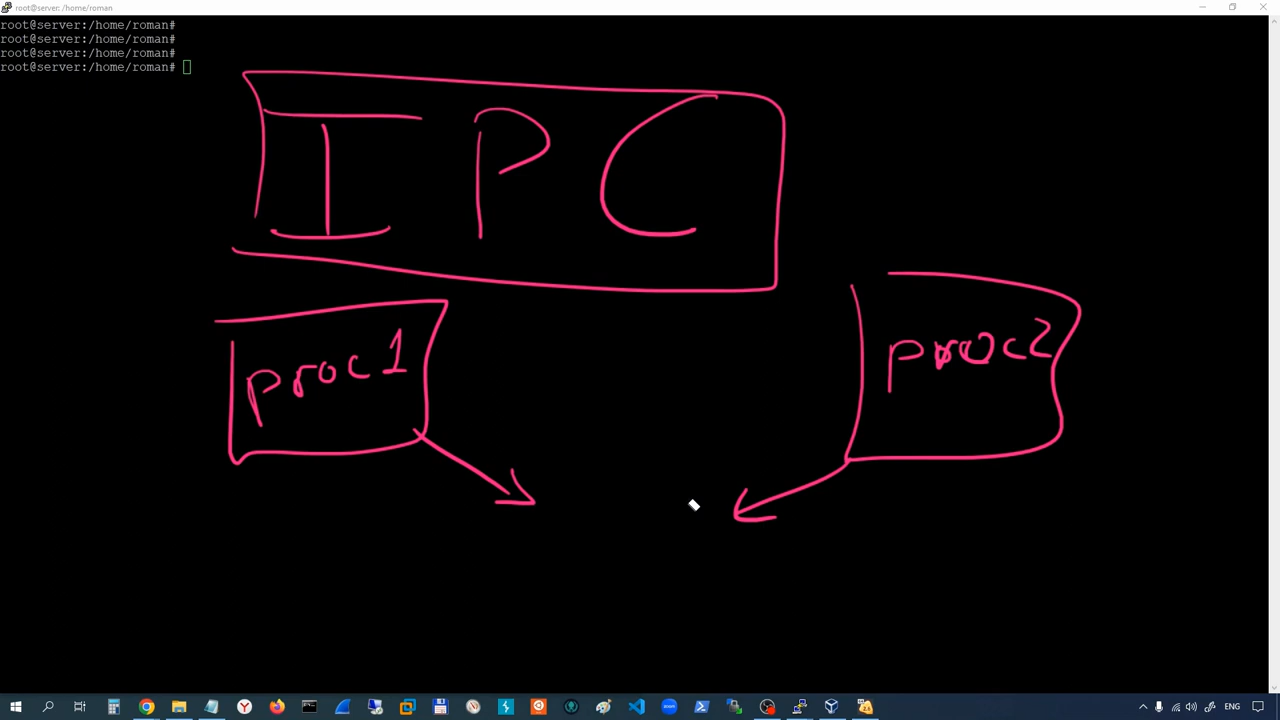 root@server: /home/roman
root@server:/home/roman#
root@server:/home/roman#
root@server:/home/roman#
root@server:/home/roman#
IPC
proc1
proc2
ENG